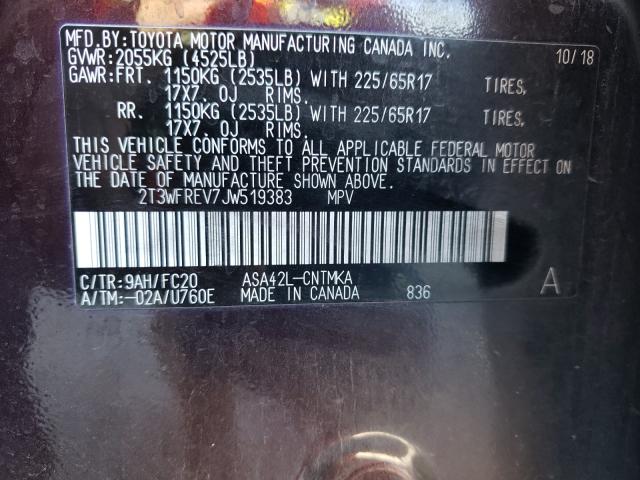 MFD.BY:TOYOTA MOTOR MANUFACTURING CANADA INC.
GVWR:2055KG (4525LB) 10/18
GAWR:FRT. 1150KG (2535LB) WITH 225/65R17 TIRES,
17X7. 0J RIMS.
RR. 1150KG (2535LB) WITH 225/65R17 TIRES,
17X7. 0J RIMS.
THIS VEHICLE CONFORMS TO ALL APPLICABLE FEDERAL MOTOR
VEHICLE SAFETY AND THEFT PREVENTION STANDARDS IN EFFECT ON
THE DATE OF MANUFACTURE SHOWN ABOVE.
2T3WFREV7JW519383 MPV
C/TR:9AH/FC20 ASA42L-CNTMKA
A/TM:-02A/U760E MADE IN CANADA 836 A